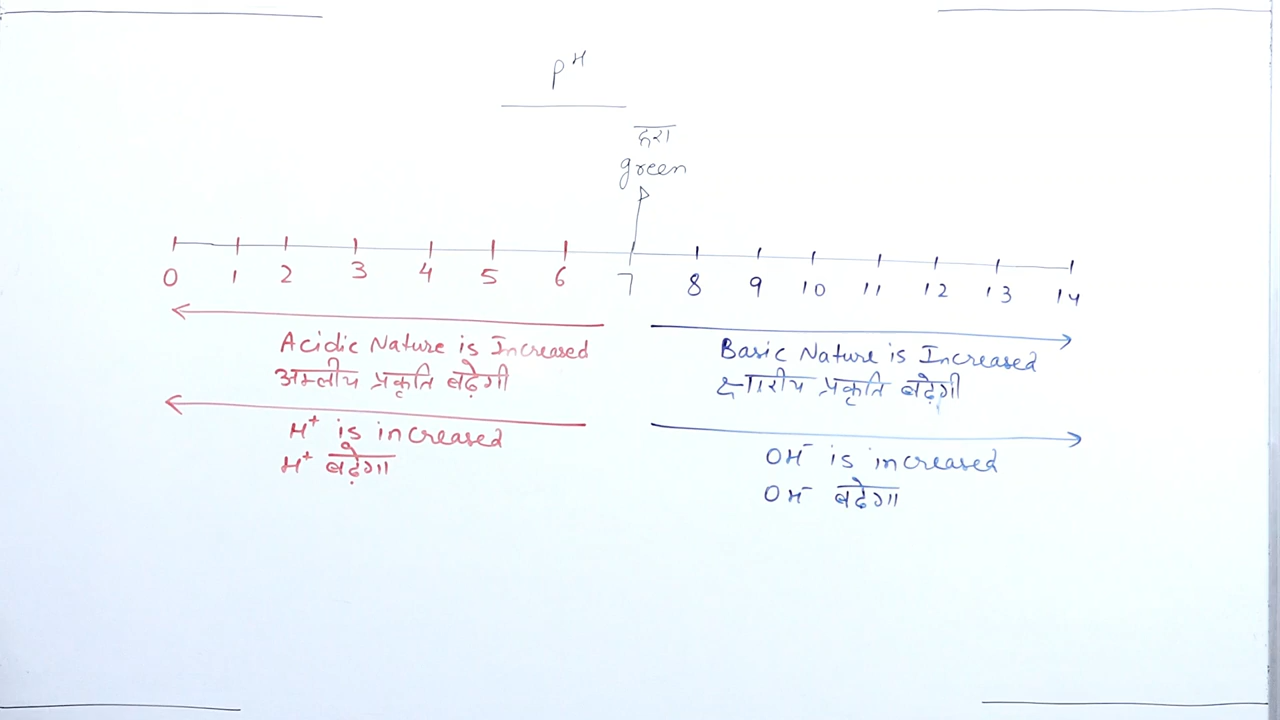 pH
हरा
green
0 1 2 3 4 5 6 7 8 9 10 11 12 13 14
Acidic Nature is Increased
अम्लीय प्रकृति बढ़ेगी
H+ is increased
H+ बढ़ेगा
Basic Nature is Increased
क्षारीय प्रकृति बढ़ेगी
OH- is increased
OH- बढेगा